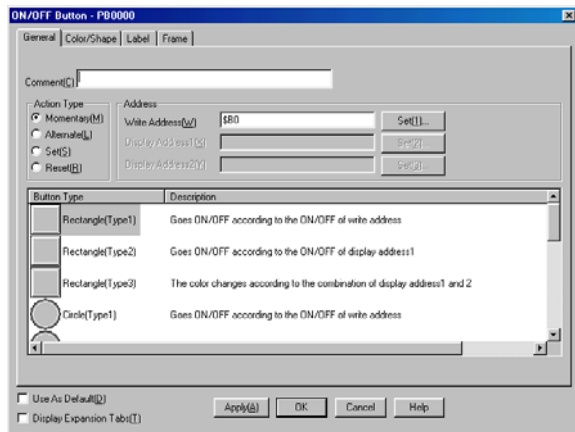 ON/OFF Button - PB0000
General Color/Shape Label Frame
Comment(C)
Action Type
Momentary(M)
Alternate(L)
Set(S)
Reset(R)
Address
Write Address(W) $B0 Set(1)...
Display Address1(X) Set(2)...
Display Address2(Y) Set(3)...
Button Type Description
Rectangle(Type1) Goes ON/OFF according to the ON/OFF of write address
Rectangle(Type2) Goes ON/OFF according to the ON/OFF of display address1
Rectangle(Type3) The color changes according to the combination of display address1 and 2
Circle(Type1) Goes ON/OFF according to the ON/OFF of write address
Use As Default(D)
Display Expansion Tabs(T)
Apply(A) OK Cancel Help